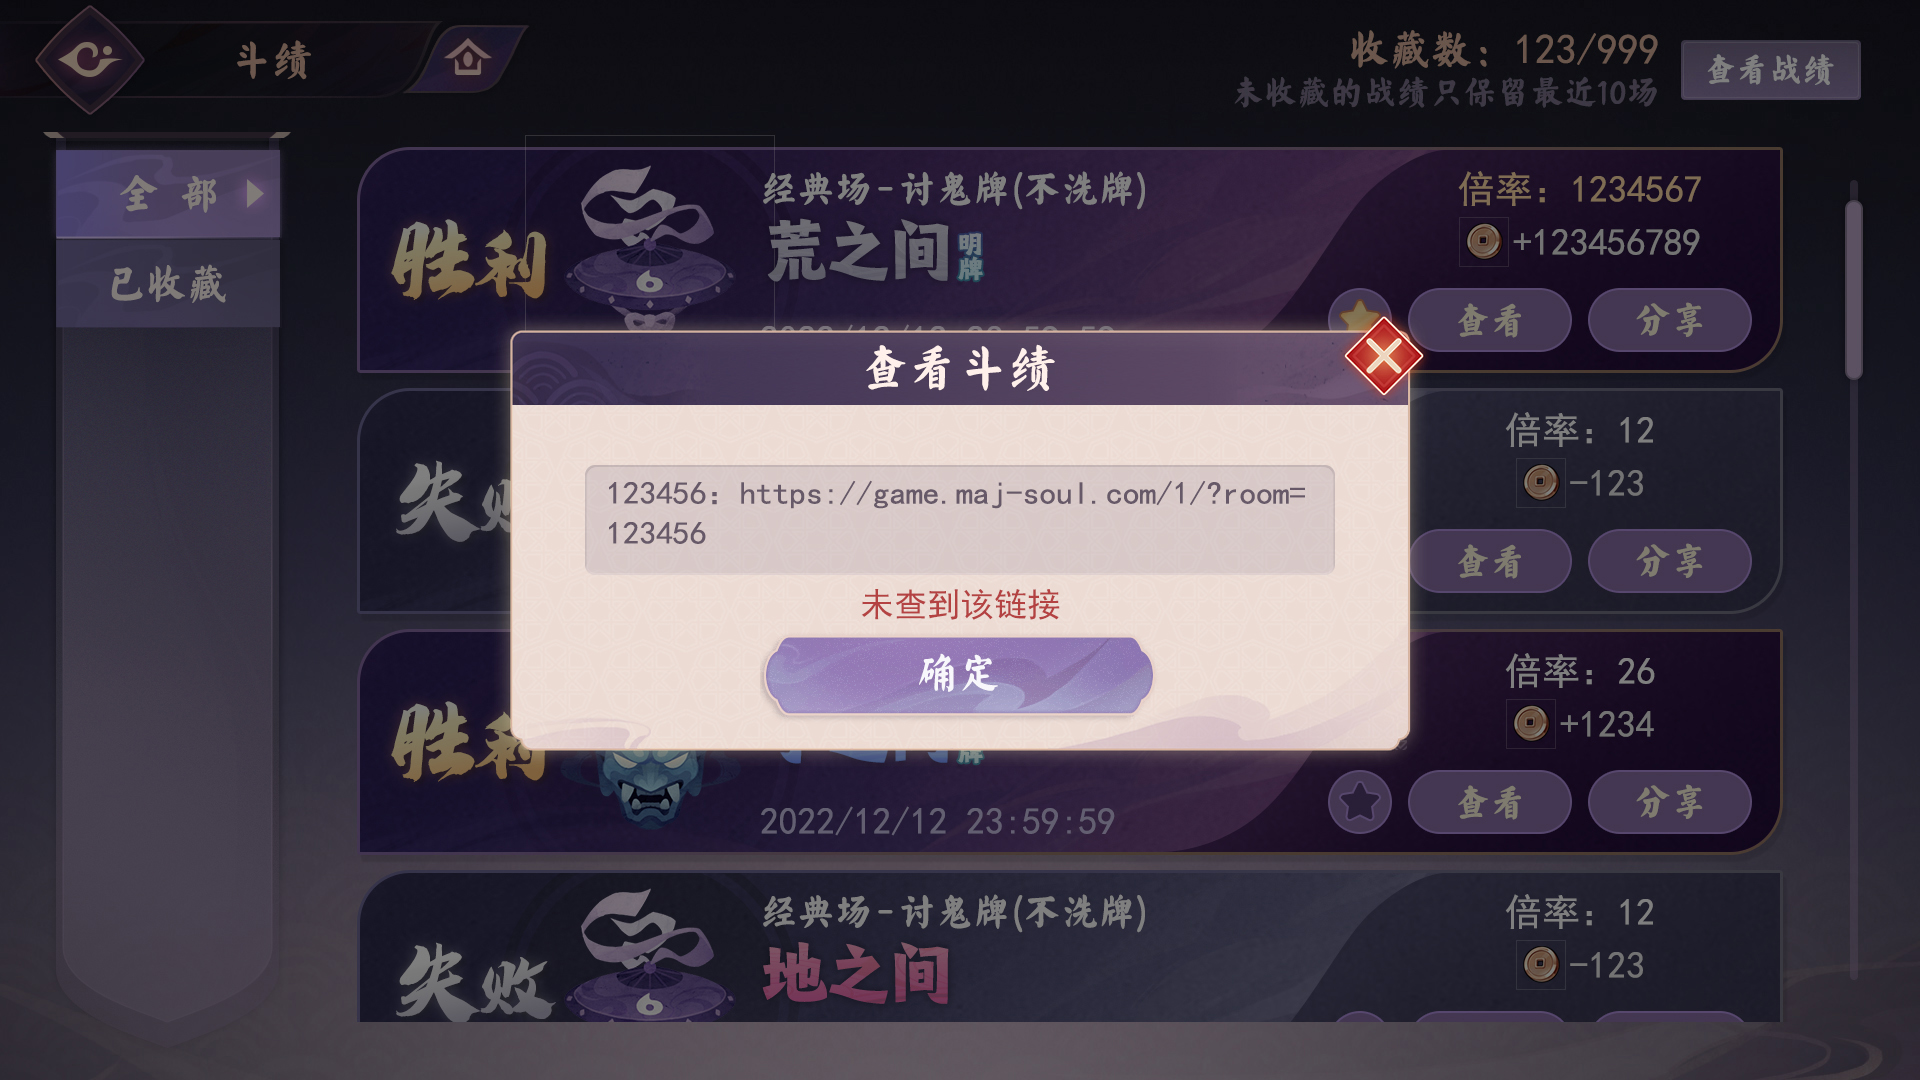 斗绩
收藏数：123/999
未收藏的战绩只保留最近10场
查看战绩
全部
已收藏
胜利
经典场-讨鬼牌(不洗牌)
荒之间
明牌
倍率：1234567
+123456789
查看
分享
查看斗绩
123456：https://game.maj-soul.com/1/?room=
123456
未查到该链接
确定
倍率：12
-123
查看
分享
胜利
2022/12/12 23:59:59
倍率：26
+1234
查看
分享
失败
经典场-讨鬼牌(不洗牌)
地之间
倍率：12
-123